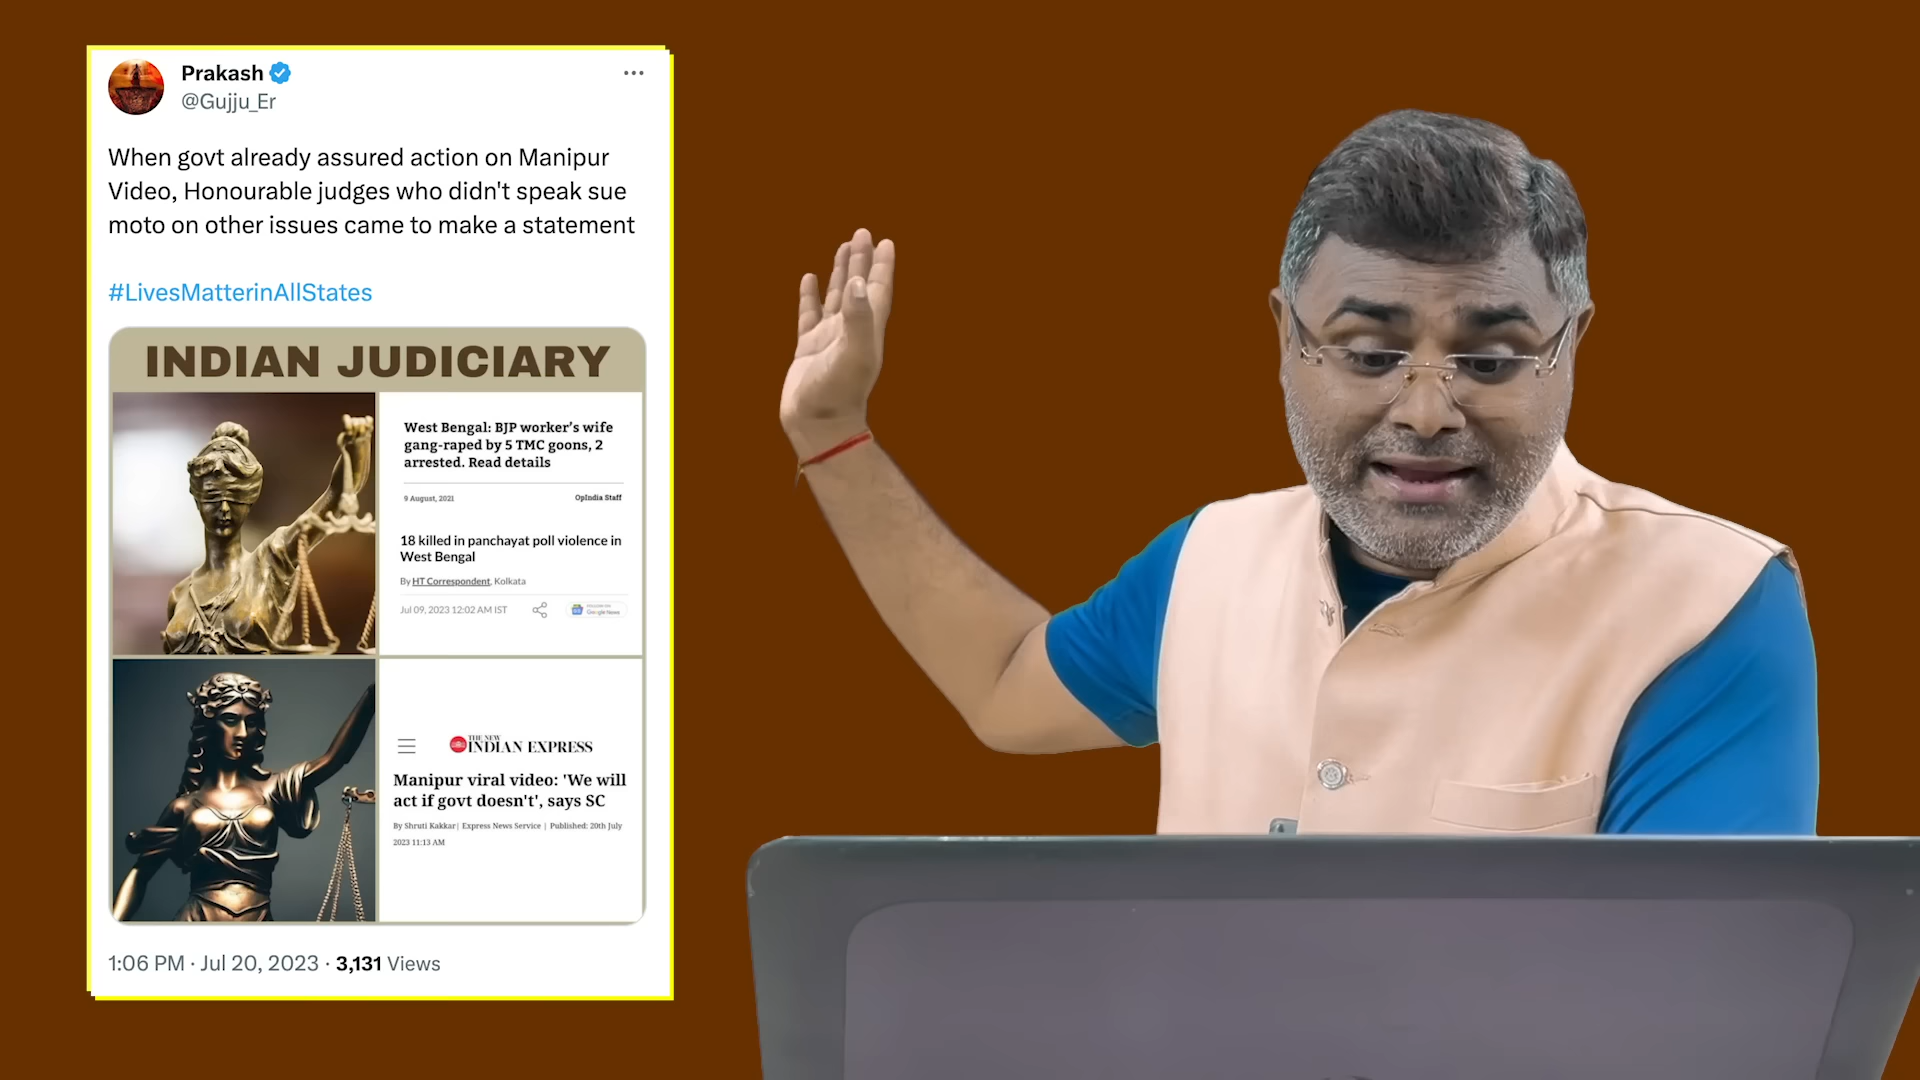 Prakash
@Gujju_Er
When govt already assured action on Manipur
Video, Honourable judges who didn't speak sue
moto on other issues came to make a statement
#LivesMatterinAllStates
INDIAN JUDICIARY
West Bengal: BJP worker's wife
gang-raped by 5 TMC goons, 2
arrested. Read details
9 August, 2021 OpIndia Staff
18 killed in panchayat poll violence in
West Bengal
By HT Correspondent, Kolkata
Jul 09, 2023 12:02 AM IST
FOLLOW US ON
Google News
THE NEW
INDIAN EXPRESS
Manipur viral video: 'We will
act if govt doesn't', says SC
By Shruti Kakkar| Express News Service | Published: 20th July
2023 11:13 AM
1:06 PM · Jul 20, 2023 · 3,131 Views